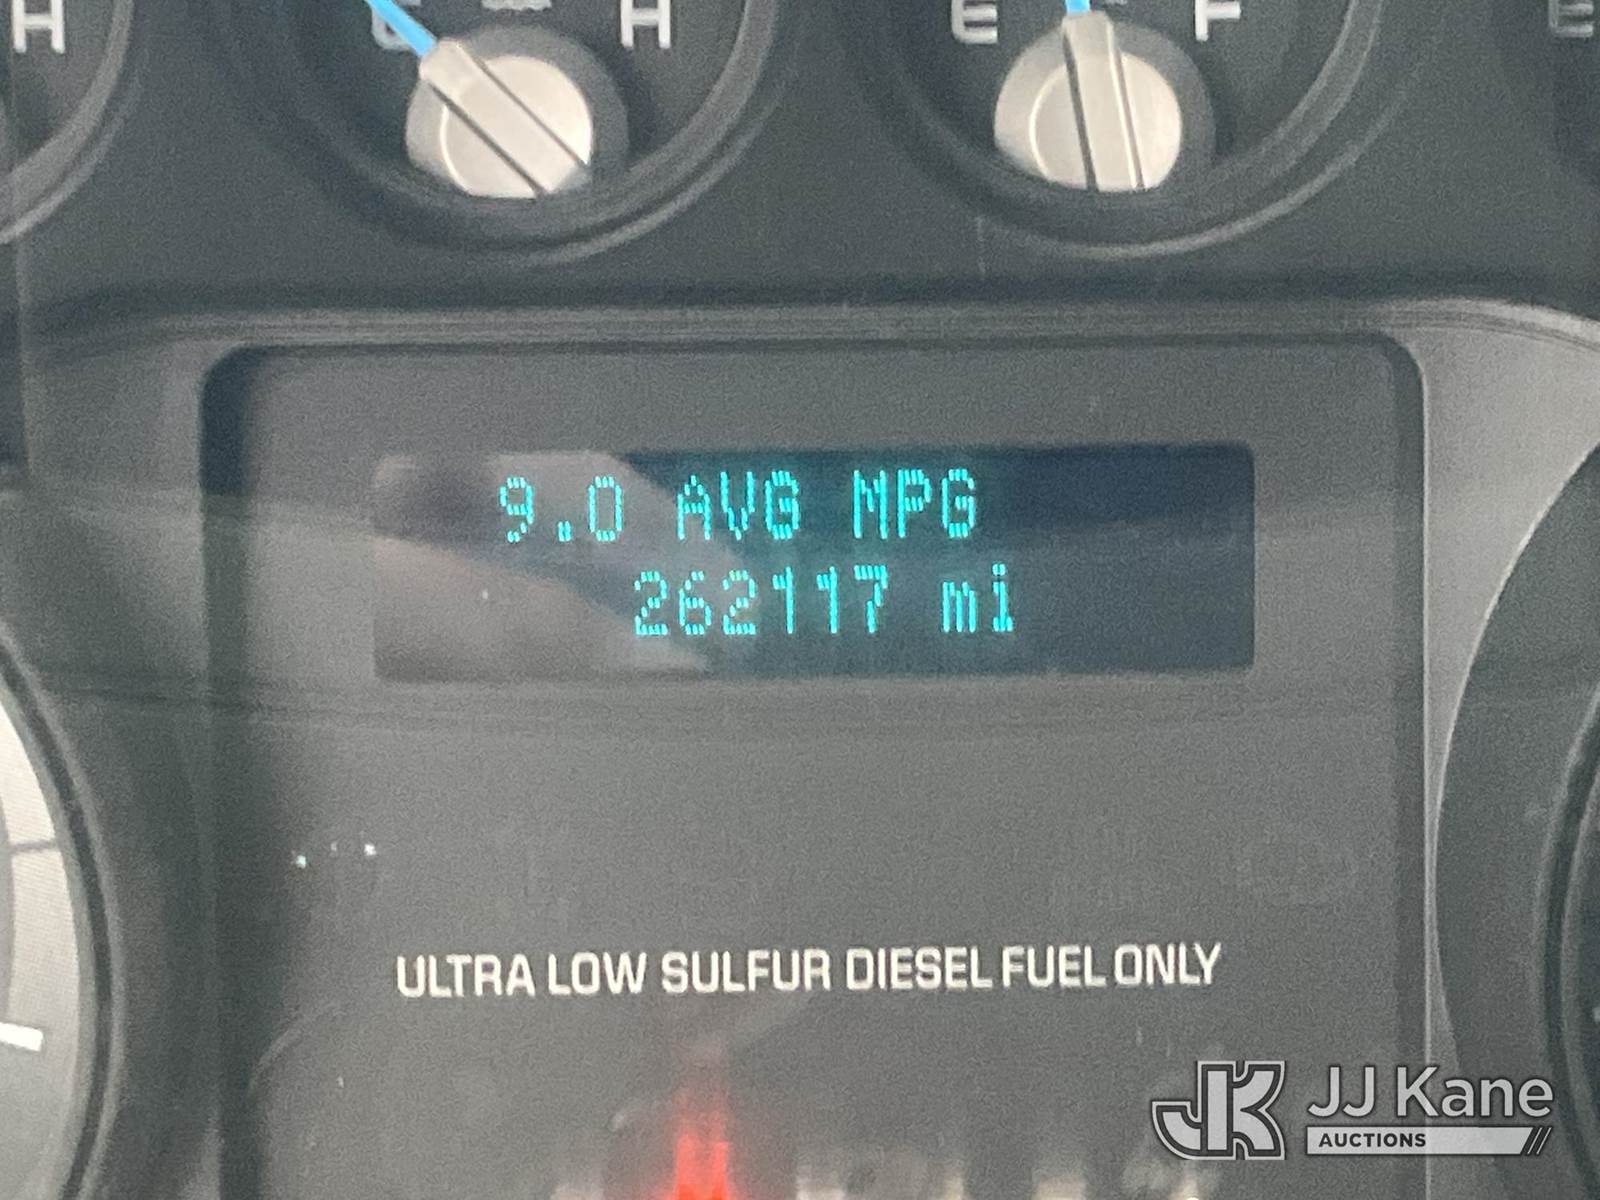 H C H E F E
9.0 AVG MPG
262117 mi
ULTRA LOW SULFUR DIESEL FUEL ONLY
JK JJ Kane
AUCTIONS